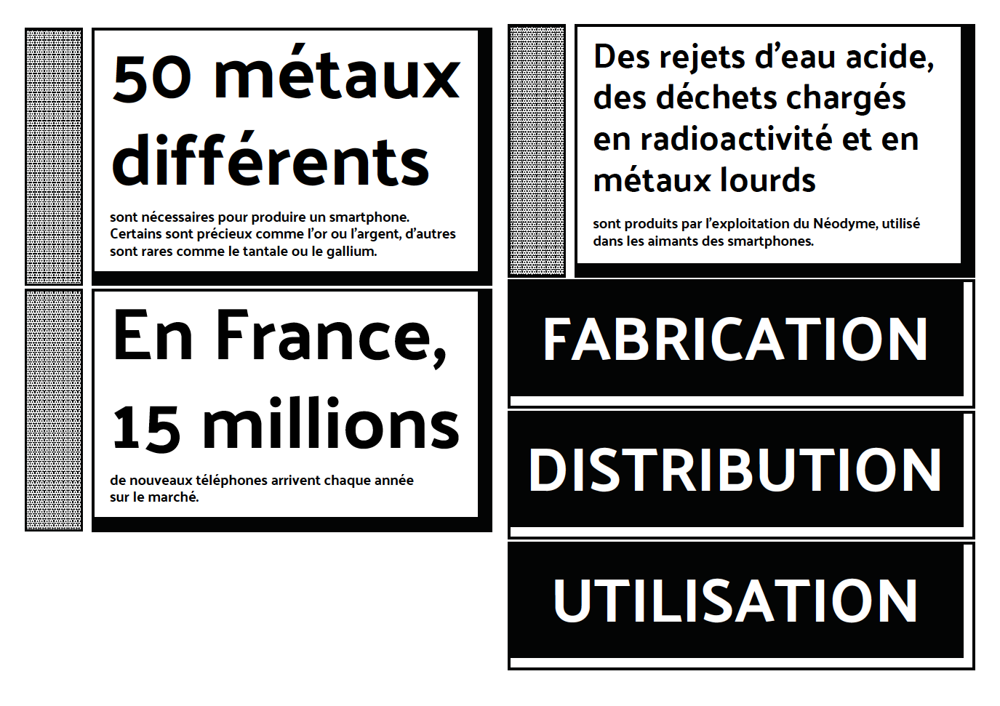 50 métaux
différents
sont nécessaires pour produire un smartphone.
Certains sont précieux comme l’or ou l’argent, d’autres
sont rares comme le tantale ou le gallium.
En France,
15 millions
de nouveaux téléphones arrivent chaque année
sur le marché.
Des rejets d’eau acide,
des déchets chargés
en radioactivité et en
métaux lourds
sont produits par l’exploitation du Néodyme, utilisé
dans les aimants des smartphones.
FABRICATION
DISTRIBUTION
UTILISATION